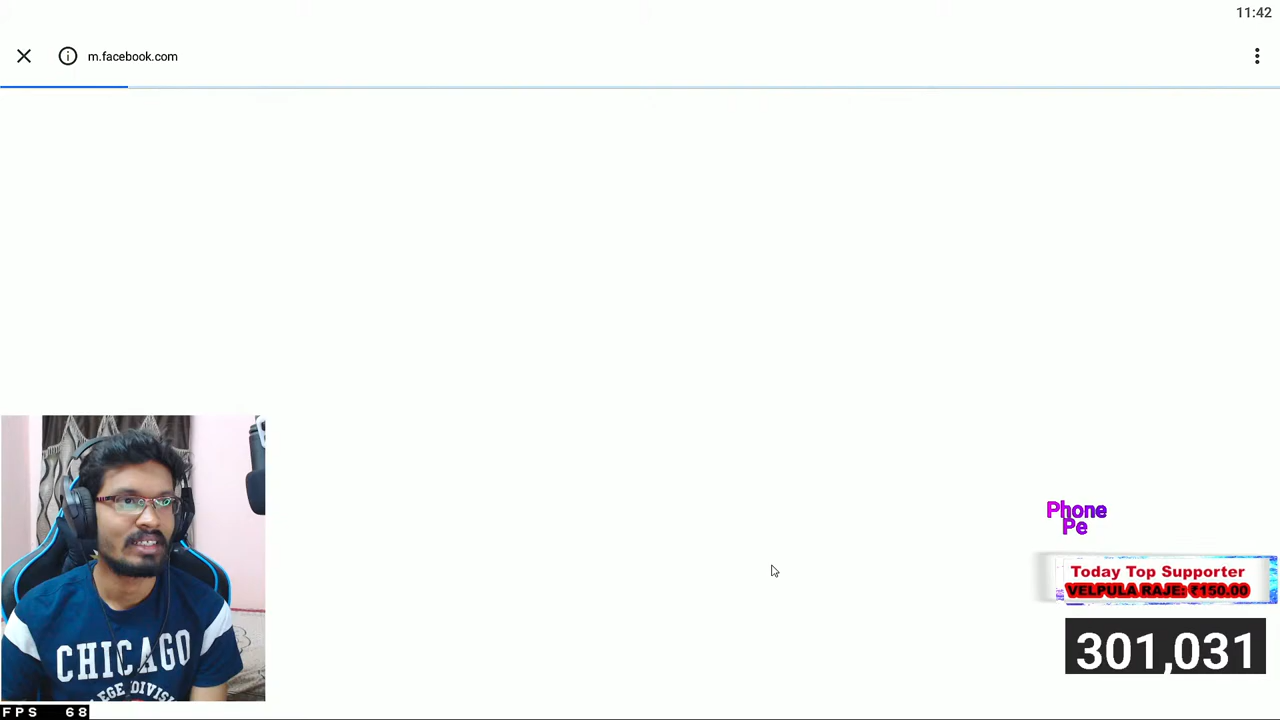 11:42
m.facebook.com
Phone
Pe
Today Top Supporter
VELPULA RAJE: ₹150.00
301,031
CHICAGO
FPS 68